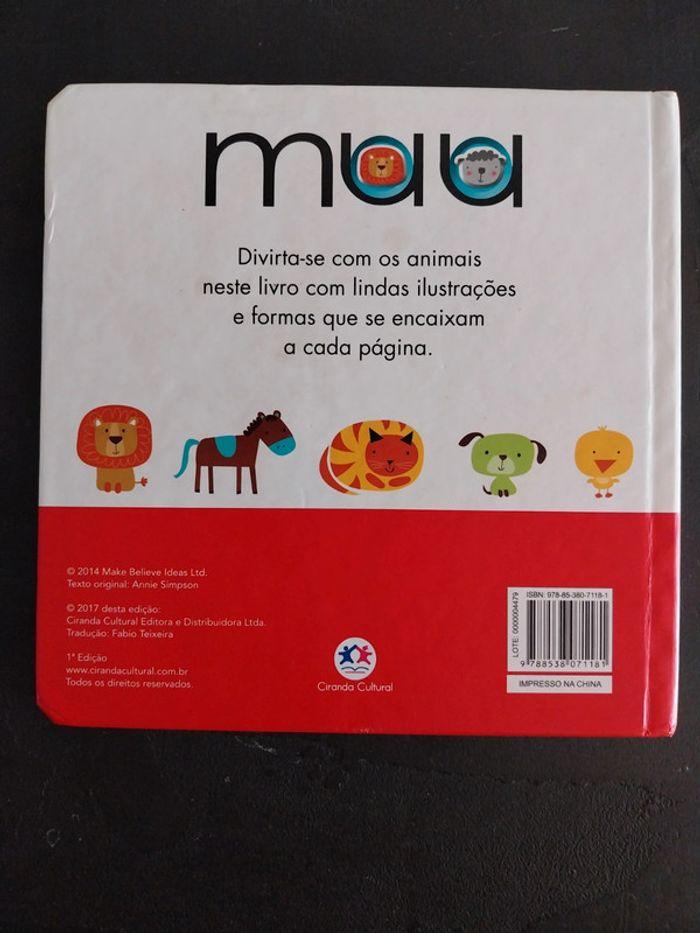 muu
Divirta-se com os animais
neste livro com lindas ilustrações
e formas que se encaixam
a cada página.
© 2014 Make Believe Ideas Ltd.
Texto original: Annie Simpson
© 2017 desta edição:
Ciranda Cultural Editora e Distribuidora Ltda.
Tradução: Fabio Teixeira
1ª Edição
www.cirandacultural.com.br
Todos os direitos reservados.
Ciranda Cultural
LOTE: 0000004479
ISBN: 978-85-380-7118-1
9 788538 071181
IMPRESSO NA CHINA